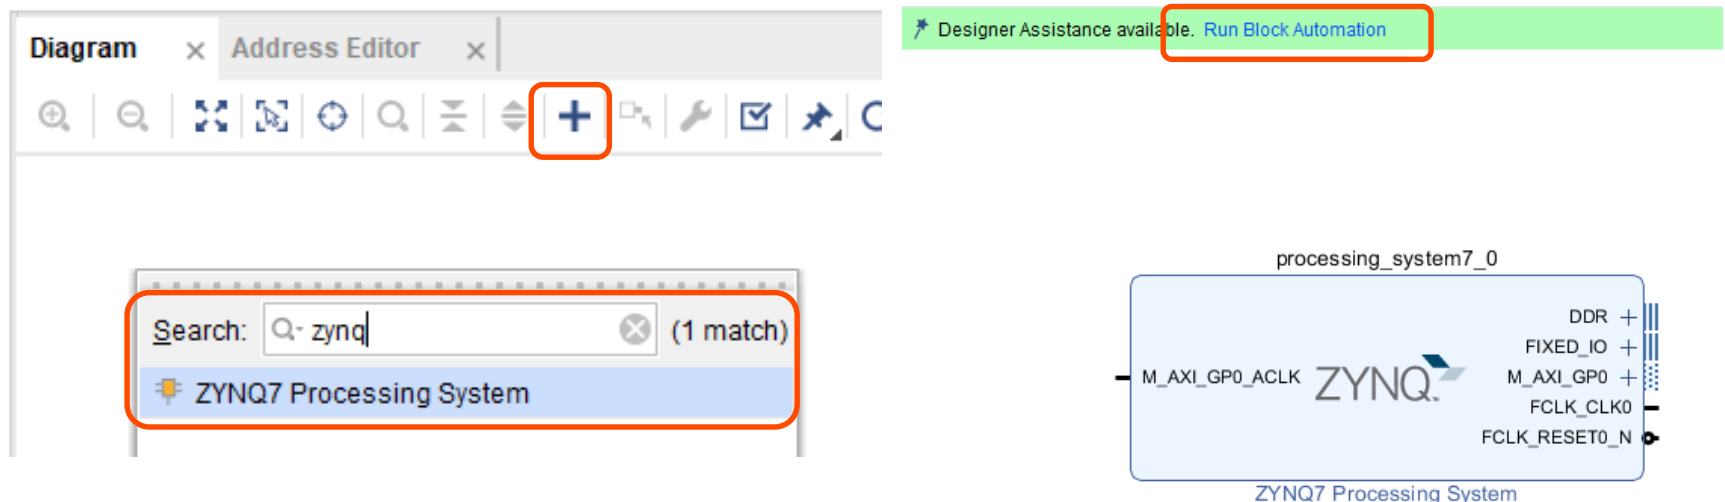 Diagram
Address Editor
Search: zynq (1 match)
ZYNQ7 Processing System
Designer Assistance available. Run Block Automation
processing_system7_0
DDR
FIXED_IO
M_AXI_GP0_ACLK ZYNQ M_AXI_GP0
FCLK_CLK0
FCLK_RESET0_N
ZYNQ7 Processing System